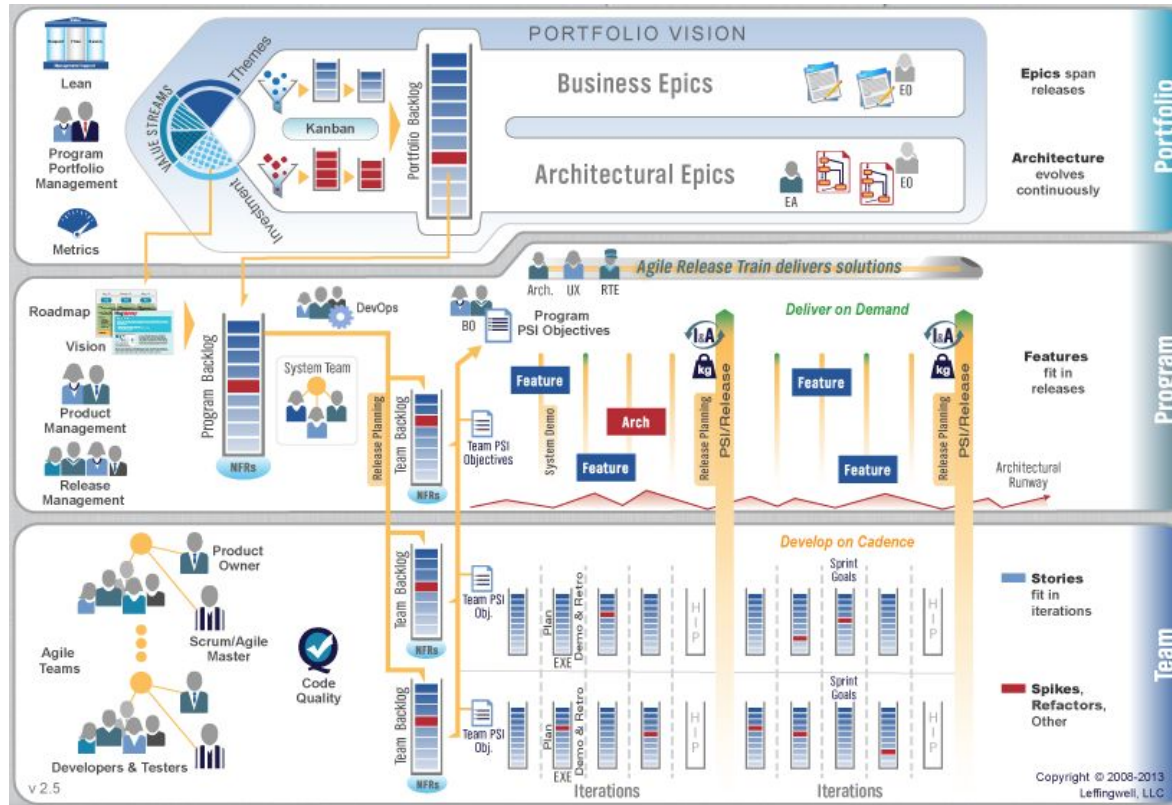 PORTFOLIO VISION
Lean
Program
Portfolio
Management
Metrics
VALUE STREAMS
Themes
Investment
Kanban
Portfolio Backlog
Business Epics
EO
Architectural Epics
EA
EO
Epics span
releases
Architecture
evolves
continuously
Portfolio
Roadmap
Vision
Product
Management
Release
Management
Program Backlog
NFRs
DevOps
System Team
Release Planning
Team Backlog
NFRs
BO
Arch.
UX
RTE
Agile Release Train delivers solutions
Program
PSI Objectives
Team PSI
Objectives
Feature
System Demo
Arch
Feature
I&A
kg
Release Planning
PSI/Release
Deliver on Demand
Feature
Feature
I&A
kg
Release Planning
PSI/Release
Features
fit in
releases
Architectural
Runway
Program
Product
Owner
Scrum/Agile
Master
Agile
Teams
Developers & Testers
Code
Quality
Team Backlog
NFRs
Team PSI
Obj.
Plan
EXE
Demo & Retro
HIP
Develop on Cadence
Sprint
Goals
HIP
Team Backlog
NFRs
Team PSI
Obj.
Plan
EXE
Demo & Retro
HIP
Sprint
Goals
HIP
Iterations
Iterations
Stories
fit in
iterations
Spikes,
Refactors,
Other
Team
v 2.5
Copyright © 2008-2013
Leffingwell, LLC